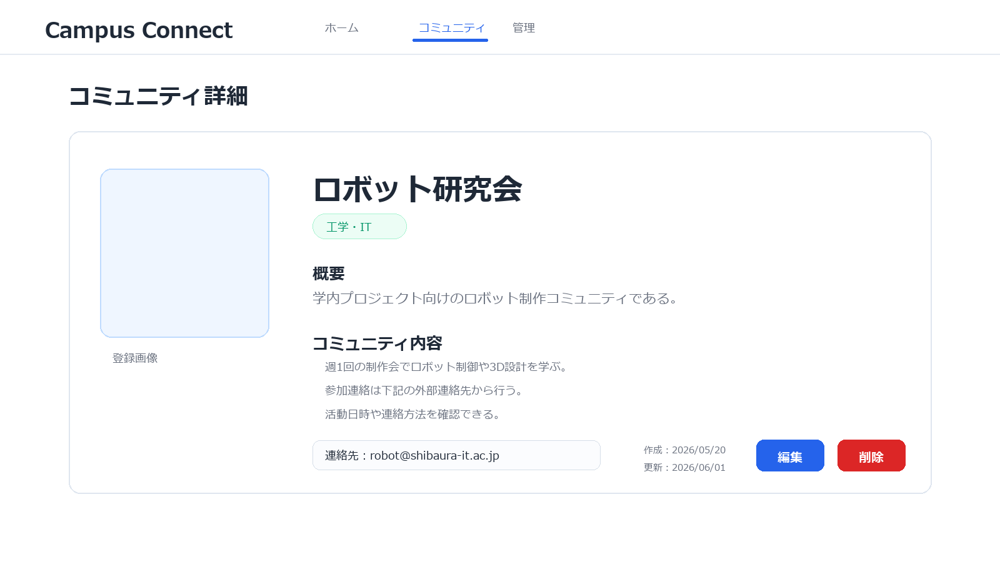 Campus Connect
ホーム
コミュニティ
管理
コミュニティ詳細
登録画像
ロボット研究会
工学・IT
概要
学内プロジェクト向けのロボット制作コミュニティである。
コミュニティ内容
週1回の制作会でロボット制御や3D設計を学ぶ。
参加連絡は下記の外部連絡先から行う。
活動日時や連絡方法を確認できる。
連絡先：robot@shibaura-it.ac.jp
作成：2026/05/20
更新：2026/06/01
編集
削除